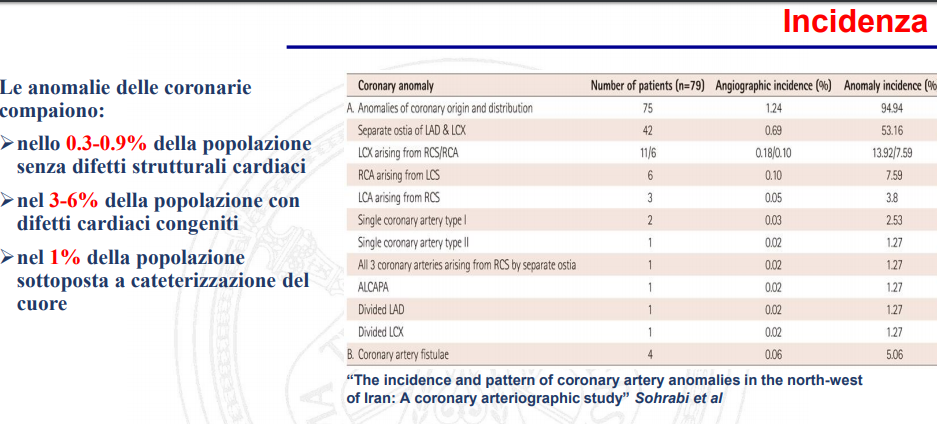 Incidenza
Le anomalie delle coronarie
compaiono:
➢nello 0.3-0.9% della popolazione
senza difetti strutturali cardiaci
➢nel 3-6% della popolazione con
difetti cardiaci congeniti
➢nel 1% della popolazione
sottoposta a cateterizzazione del
cuore
Coronary anomaly Number of patients (n=79) Angiographic incidence (%) Anomaly incidence (%
A. Anomalies of coronary origin and distribution 75 1.24 94.94
Separate ostia of LAD & LCX 42 0.69 53.16
LCX arising from RCS/RCA 11/6 0.18/0.10 13.92/7.59
RCA arising from LCS 6 0.10 7.59
LCA arising from RCS 3 0.05 3.8
Single coronary artery type I 2 0.03 2.53
Single coronary artery type II 1 0.02 1.27
All 3 coronary arteries arising from RCS by separate ostia 1 0.02 1.27
ALCAPA 1 0.02 1.27
Divided LAD 1 0.02 1.27
Divided LCX 1 0.02 1.27
B. Coronary artery fistulae 4 0.06 5.06
“The incidence and pattern of coronary artery anomalies in the north-west
of Iran: A coronary arteriographic study” Sohrabi et al